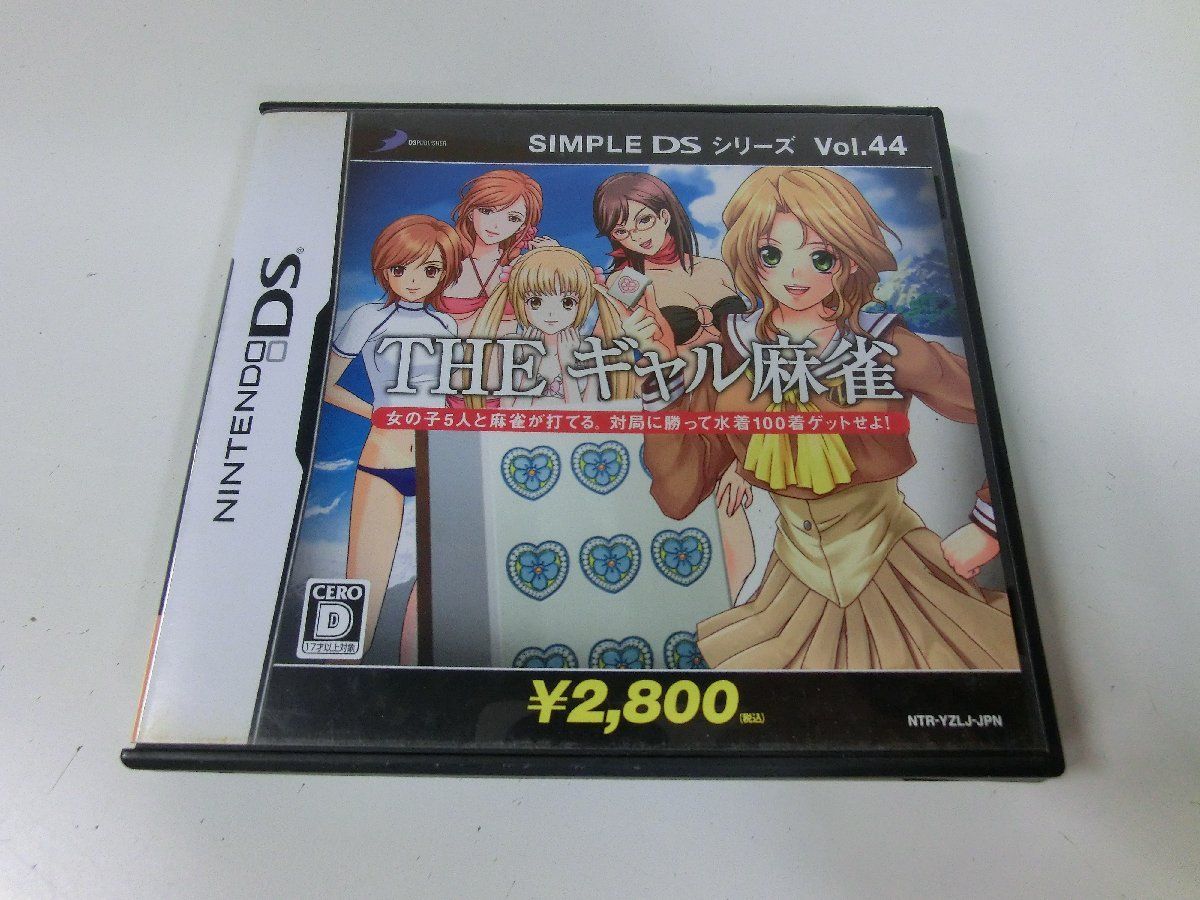 D3PUBLISHER
SIMPLE DS シリーズ Vol.44
NINTENDO DS®
THE ギャル麻雀
女の子5人と麻雀が打てる。対局に勝って水着100着ゲットせよ!
CERO
D
17才以上対象
¥2,800(税込)
NTR-YZLJ-JPN